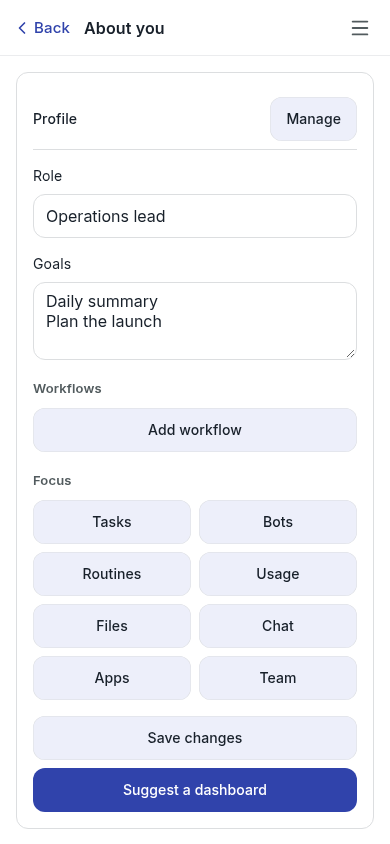 Back About you
Profile Manage
Role
Operations lead
Goals
Daily summary
Plan the launch
Workflows
Add workflow
Focus
Tasks Bots
Routines Usage
Files Chat
Apps Team
Save changes
Suggest a dashboard